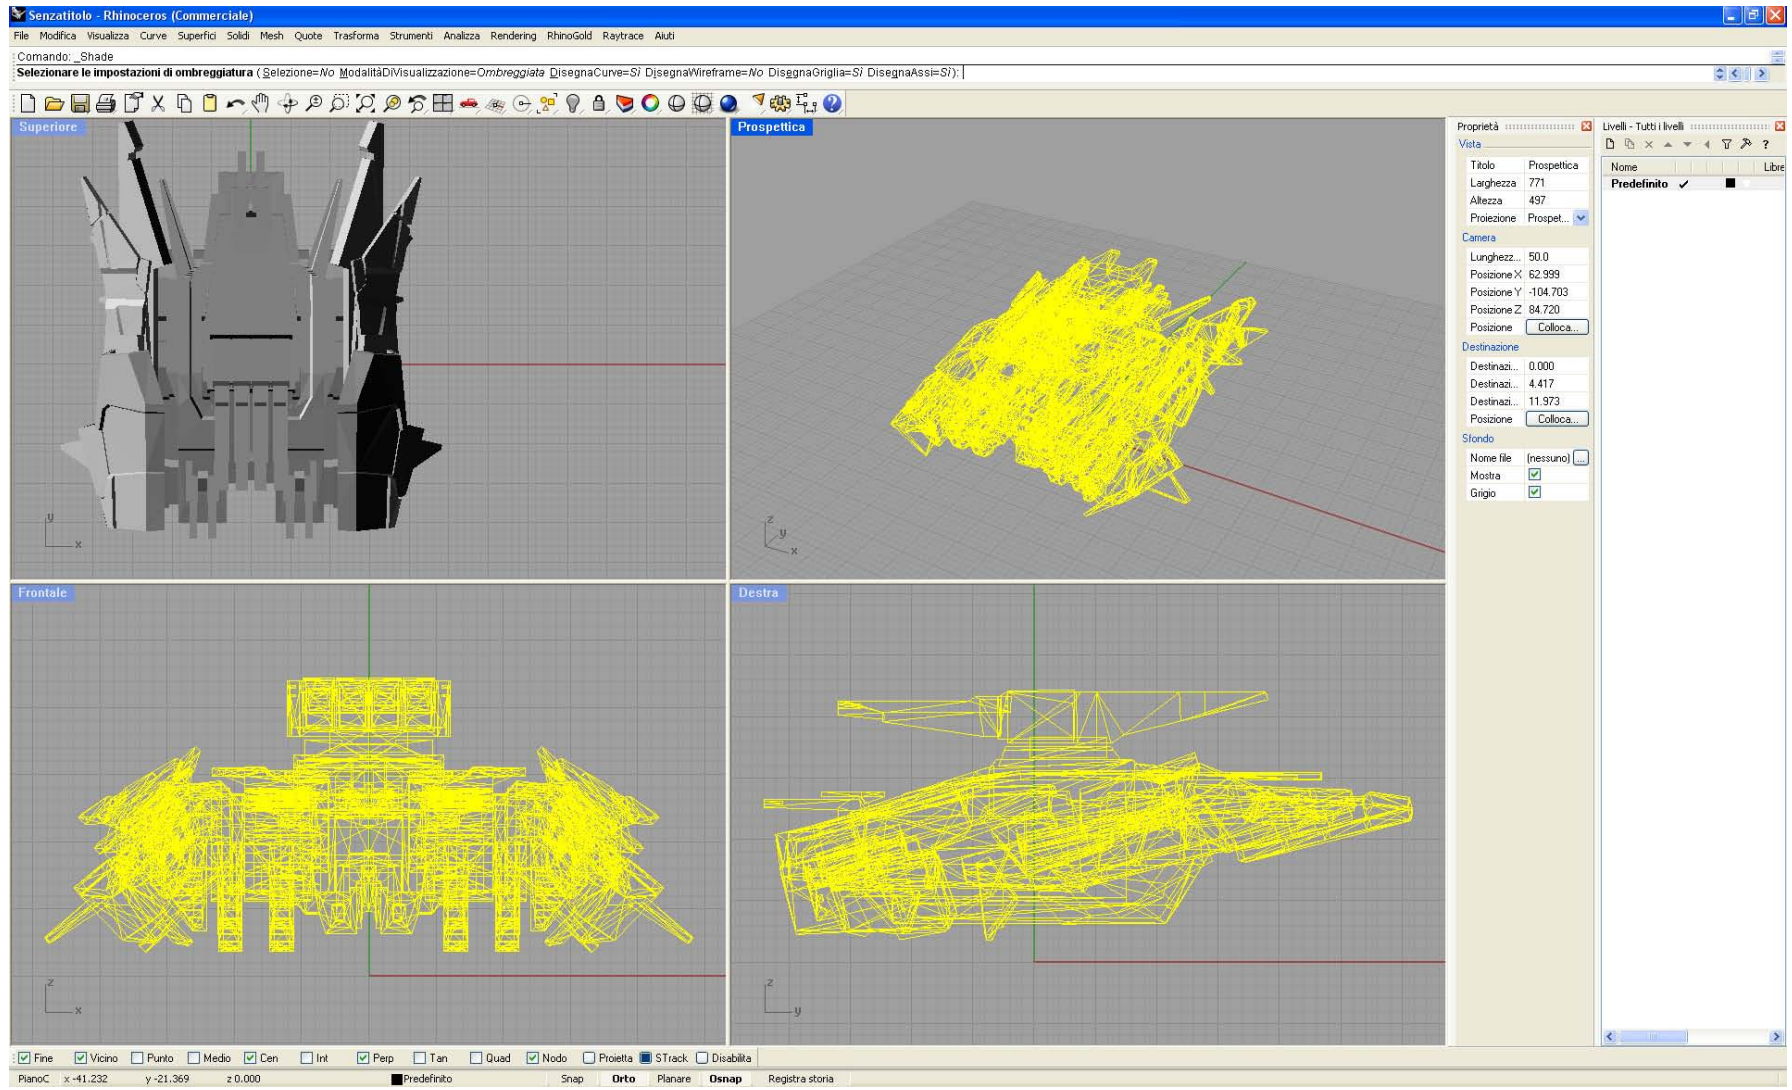 Senzatitolo - Rhinoceros (Commerciale)
File Modifica Visualizza Curve Superfici Solidi Mesh Quote Trasforma Strumenti Analizza Rendering RhinoGold Raytrace Aiuti
Comando: _Shade
Selezionare le impostazioni di ombreggiatura ( Selezione=No ModalitàDiVisualizzazione=Ombreggiata DisegnaCurve=Sì DisegnaWireframe=No DisegnaGriglia=Sì DisegnaAssi=Sì):
Superiore
y
x
Prospettica
z
y
x
Frontale
z
x
Destra
z
y
Proprietà
Vista
Titolo Prospettica
Larghezza 771
Altezza 497
Proiezione Prospet...
Camera
Lunghezz... 50.0
Posizione X 62.999
Posizione Y -104.703
Posizione Z 84.720
Posizione Colloca...
Destinazione
Destinazi... 0.000
Destinazi... 4.417
Destinazi... 11.973
Posizione Colloca...
Sfondo
Nome file (nessuno) ...
Mostra
Grigio
Livelli - Tutti i livelli
Nome Libre
Predefinito
Fine Vicino Punto Medio Cen Int Perp Tan Quad Nodo Proietta STrack Disabilita
PianoC x -41.232 y -21.369 z 0.000 Predefinito Snap Orto Planare Osnap Registra storia